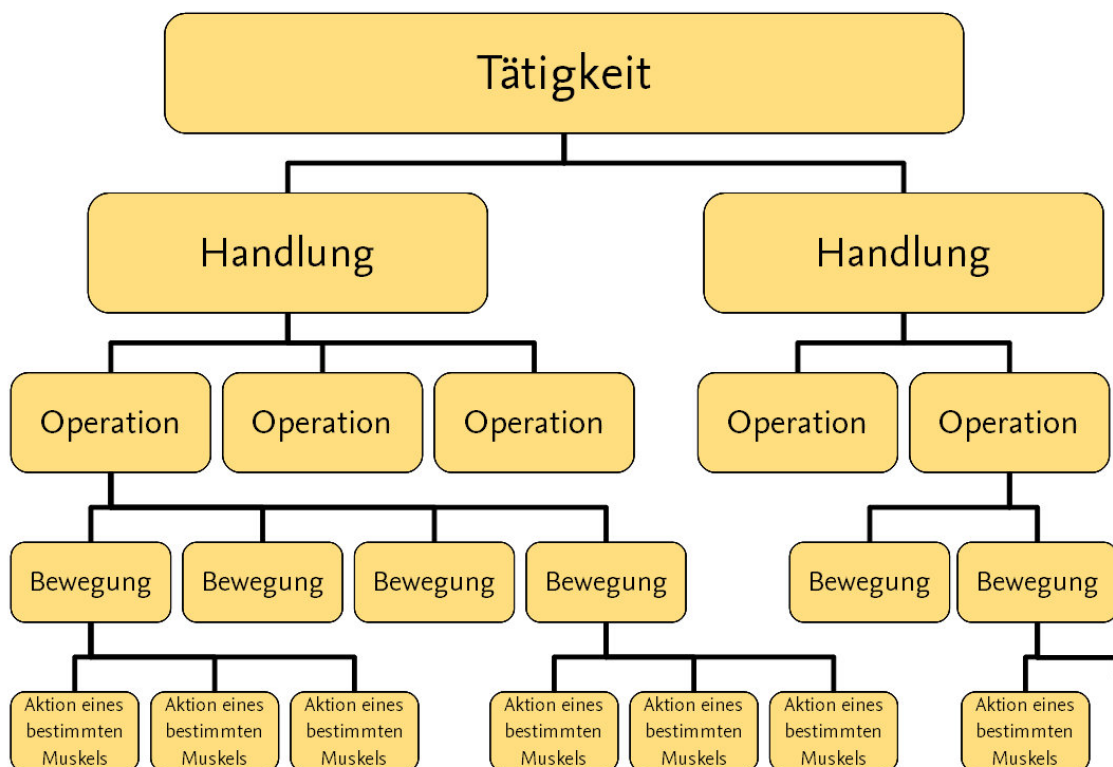 Tätigkeit
Handlung
Handlung
Operation
Operation
Operation
Operation
Operation
Bewegung
Bewegung
Bewegung
Bewegung
Bewegung
Bewegung
Aktion eines
bestimmten
Muskels
Aktion eines
bestimmten
Muskels
Aktion eines
bestimmten
Muskels
Aktion eines
bestimmten
Muskels
Aktion eines
bestimmten
Muskels
Aktion eines
bestimmten
Muskels
Aktion eines
bestimmten
Muskels